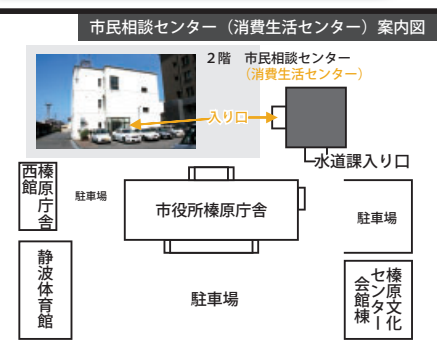 市民相談センター（消費生活センター）案内図
２階　市民相談センター
（消費生活センター）
入り口
水道課入り口
榛原庁舎
西館
駐車場
市役所榛原庁舎
駐車場
静波体育館
駐車場
榛原文化
センター
会館棟